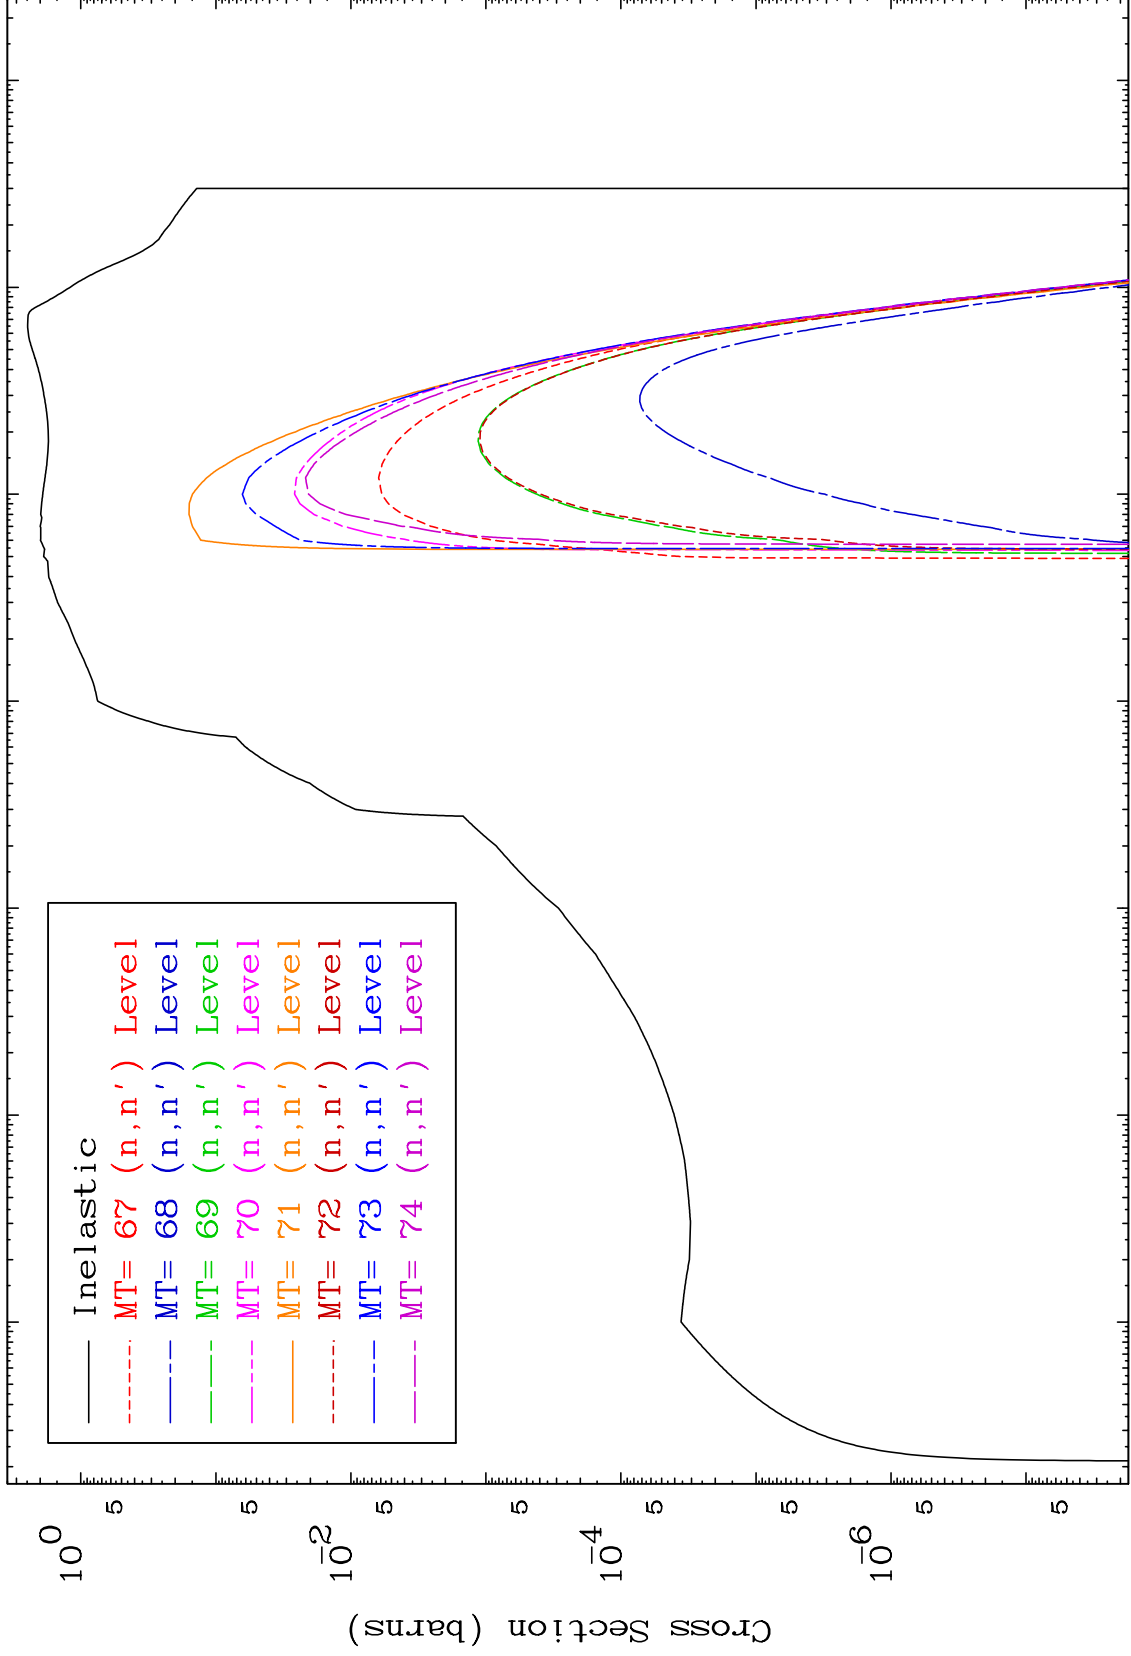 Inelastic
MT= 67 (n,n') Level
MT= 68 (n,n') Level
MT= 69 (n,n') Level
MT= 70 (n,n') Level
MT= 71 (n,n') Level
MT= 72 (n,n') Level
MT= 73 (n,n') Level
MT= 74 (n,n') Level
10^0
5
5
10^-2
5
5
10^-4
5
5
10^-6
5
5
Cross Section (barns)